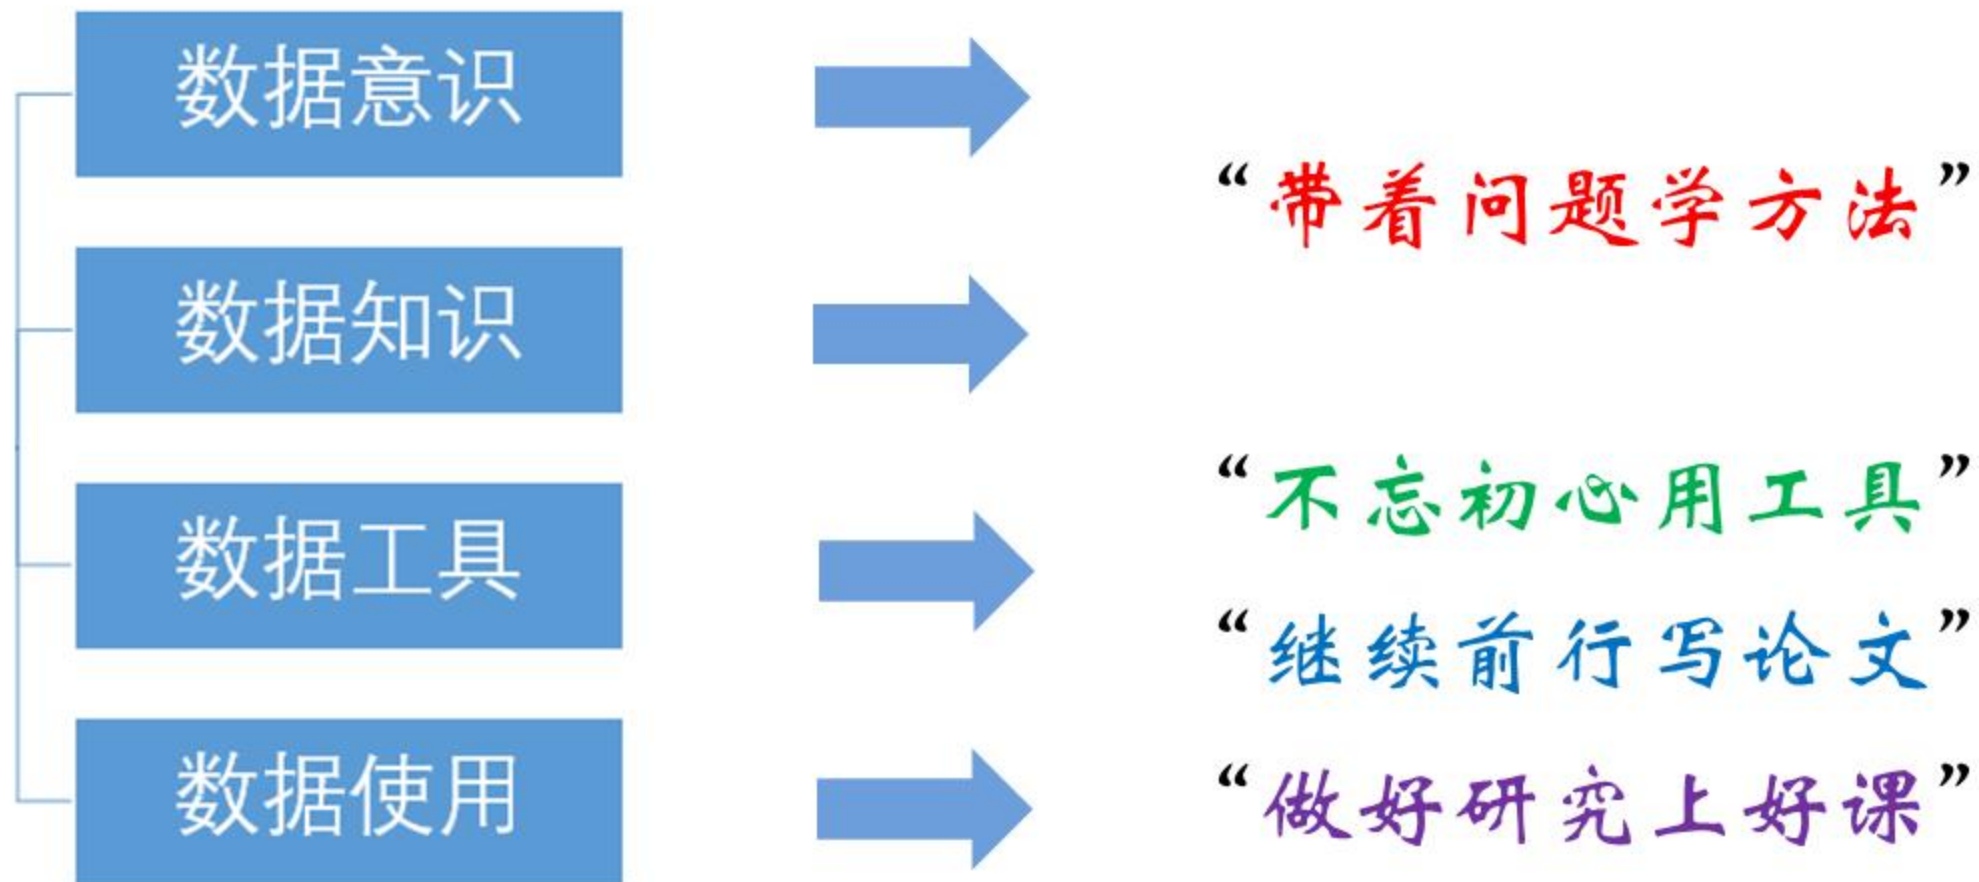 数据意识
“带着问题学方法”
数据知识
“不忘初心用工具”
数据工具
“继续前行写论文”
数据使用
“做好研究上好课”